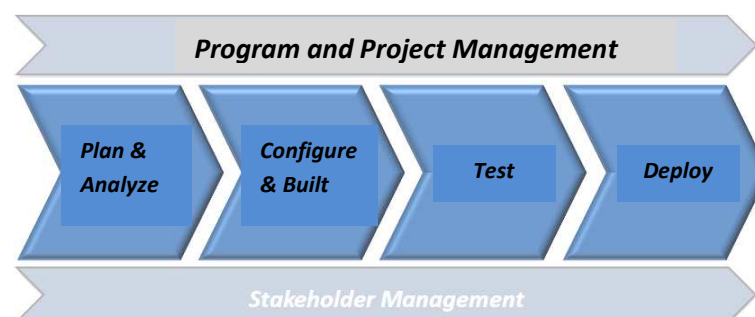 Program and Project Management
Plan &
Analyze
Configure
& Built
Test
Deploy
Stakeholder Management